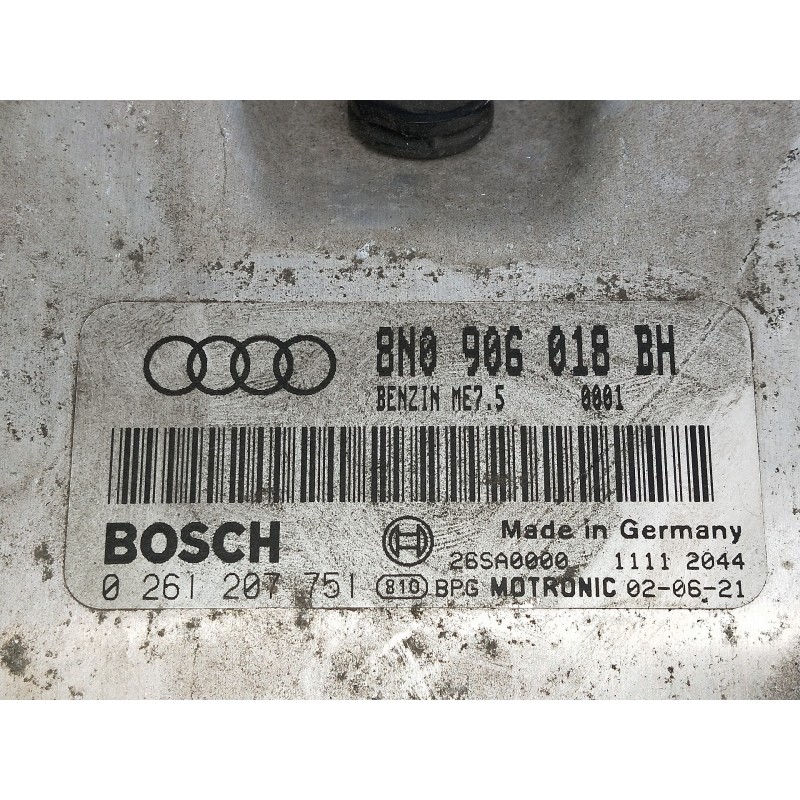 8N0 906 018 BH
BENZIN ME7.5 0001
BOSCH Made in Germany
26SA0000 1111 2044
0 261 207 751 810 BPG MOTRONIC 02-06-21